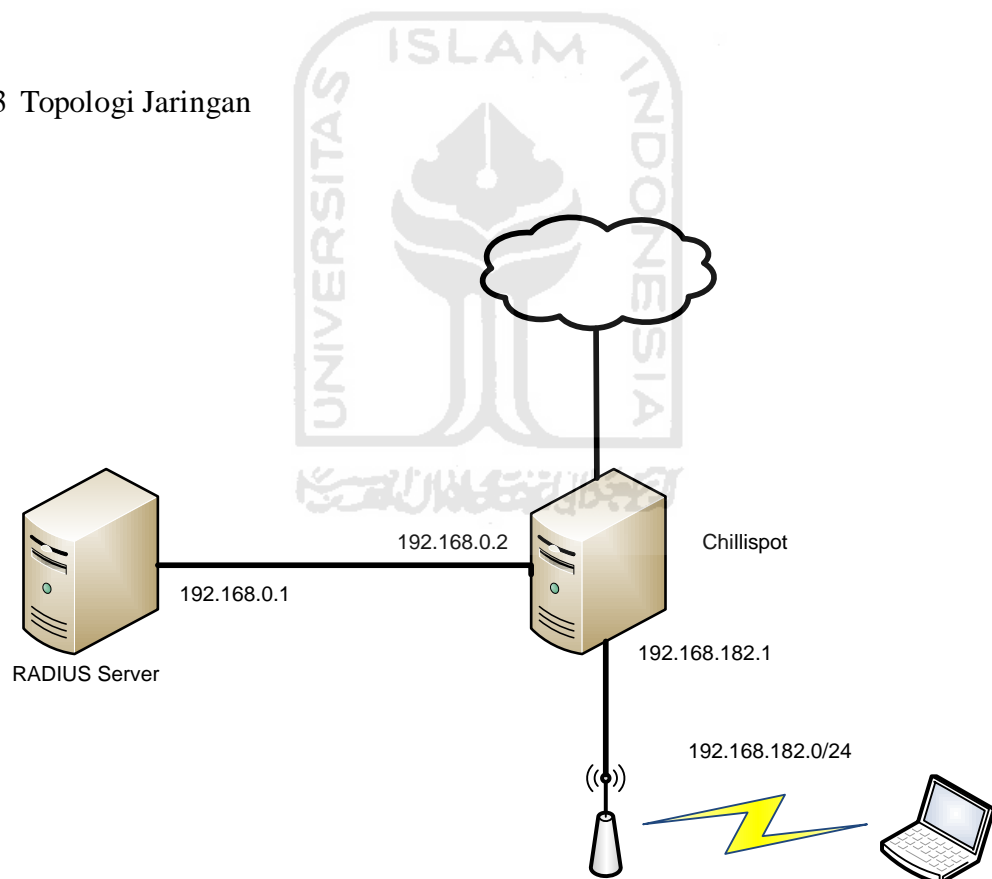 3 Topologi Jaringan
ISLAM
UNIVERSITAS
INDONESIA
192.168.0.2
Chillispot
192.168.0.1
192.168.182.1
RADIUS Server
192.168.182.0/24